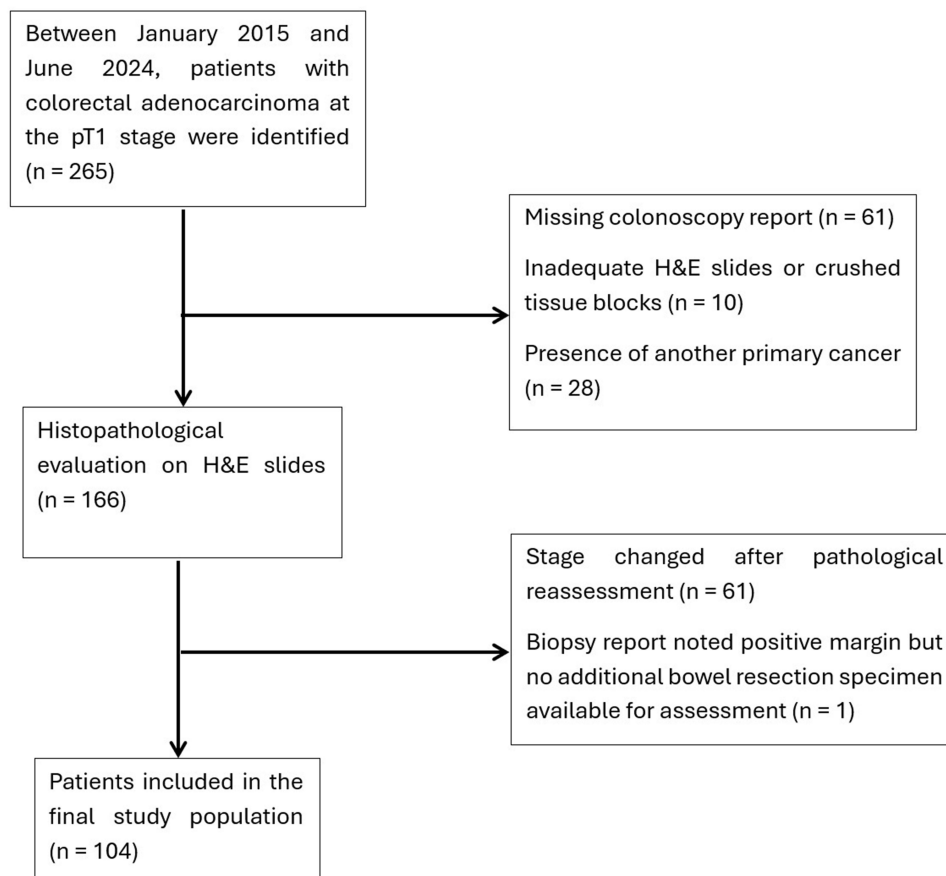 Between January 2015 and
June 2024, patients with
colorectal adenocarcinoma at
the pT1 stage were identified
(n = 265)
Missing colonoscopy report (n = 61)
Inadequate H&E slides or crushed
tissue blocks (n = 10)
Presence of another primary cancer
(n = 28)
Histopathological
evaluation on H&E slides
(n = 166)
Stage changed after pathological
reassessment (n = 61)
Biopsy report noted positive margin but
no additional bowel resection specimen
available for assessment (n = 1)
Patients included in the
final study population
(n = 104)